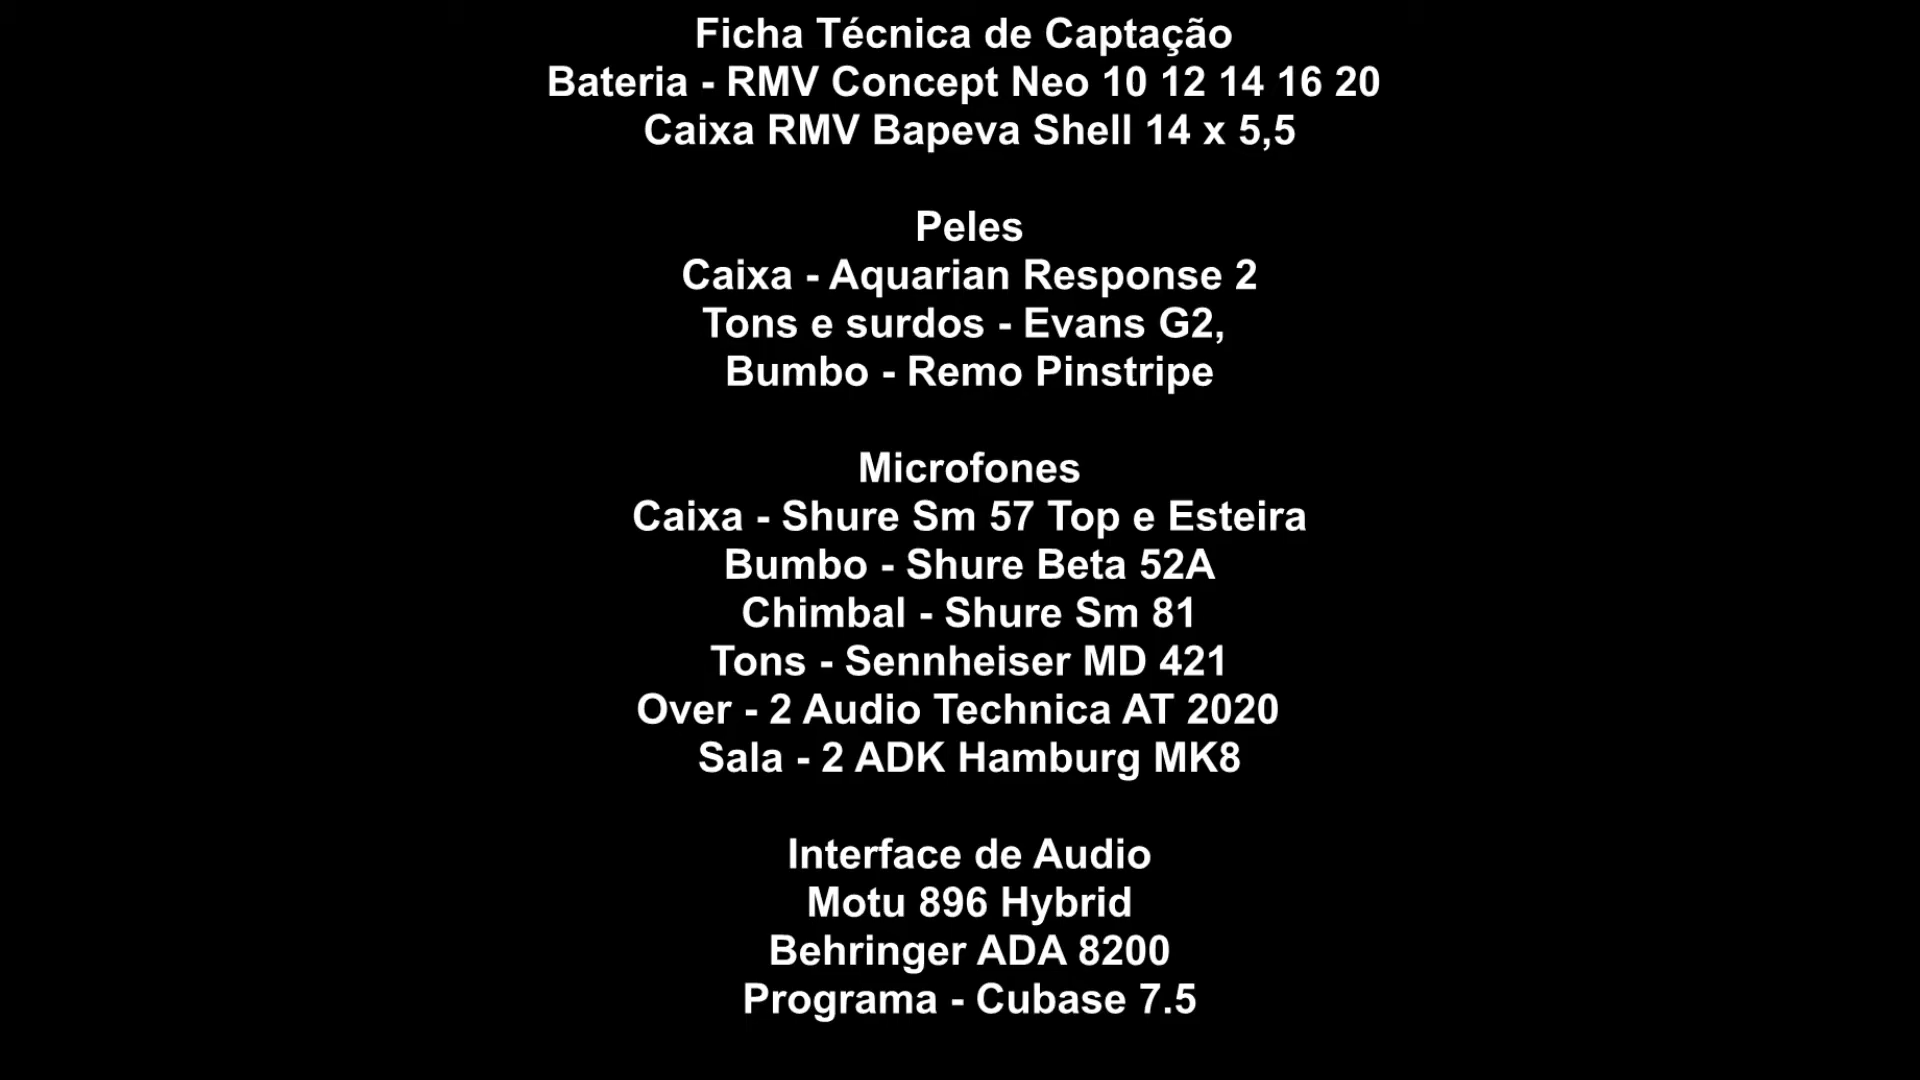 Ficha Técnica de Captação
Bateria - RMV Concept Neo 10 12 14 16 20
Caixa RMV Bapeva Shell 14 x 5,5
Peles
Caixa - Aquarian Response 2
Tons e surdos - Evans G2,
Bumbo - Remo Pinstripe
Microfones
Caixa - Shure Sm 57 Top e Esteira
Bumbo - Shure Beta 52A
Chimbal - Shure Sm 81
Tons - Sennheiser MD 421
Over - 2 Audio Technica AT 2020
Sala - 2 ADK Hamburg MK8
Interface de Audio
Motu 896 Hybrid
Behringer ADA 8200
Programa - Cubase 7.5